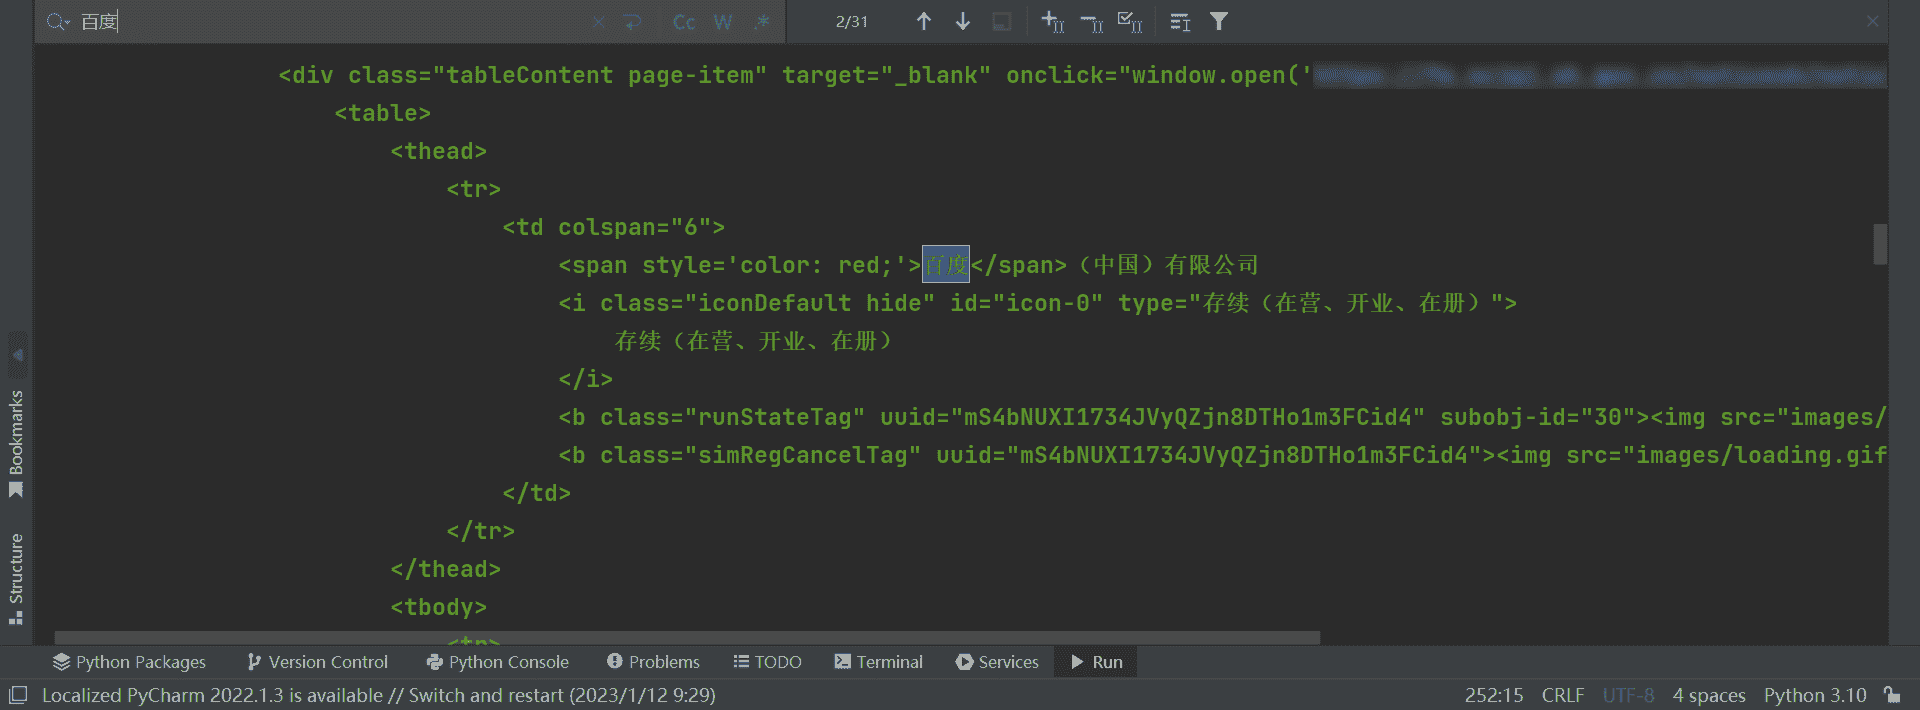 百度
Cc W .*
2/31
<div class="tableContent page-item" target="_blank" onclick="window.open('
<table>
<thead>
<tr>
<td colspan="6">
<span style='color: red;'>百度</span>（中国）有限公司
<i class="iconDefault hide" id="icon-0" type="存续（在营、开业、在册）">
存续（在营、开业、在册）
</i>
<b class="runStateTag" uuid="mS4bNUXI1734JVyQZjn8DTHo1m3FCid4" subobj-id="30"><img src="images/
<b class="simRegCancelTag" uuid="mS4bNUXI1734JVyQZjn8DTHo1m3FCid4"><img src="images/loading.gif
</td>
</tr>
</thead>
<tbody>
<tr>
Bookmarks
Structure
Python Packages Version Control Python Console Problems TODO Terminal Services Run
Localized PyCharm 2022.1.3 is available // Switch and restart (2023/1/12 9:29) 252:15 CRLF UTF-8 4 spaces Python 3.10